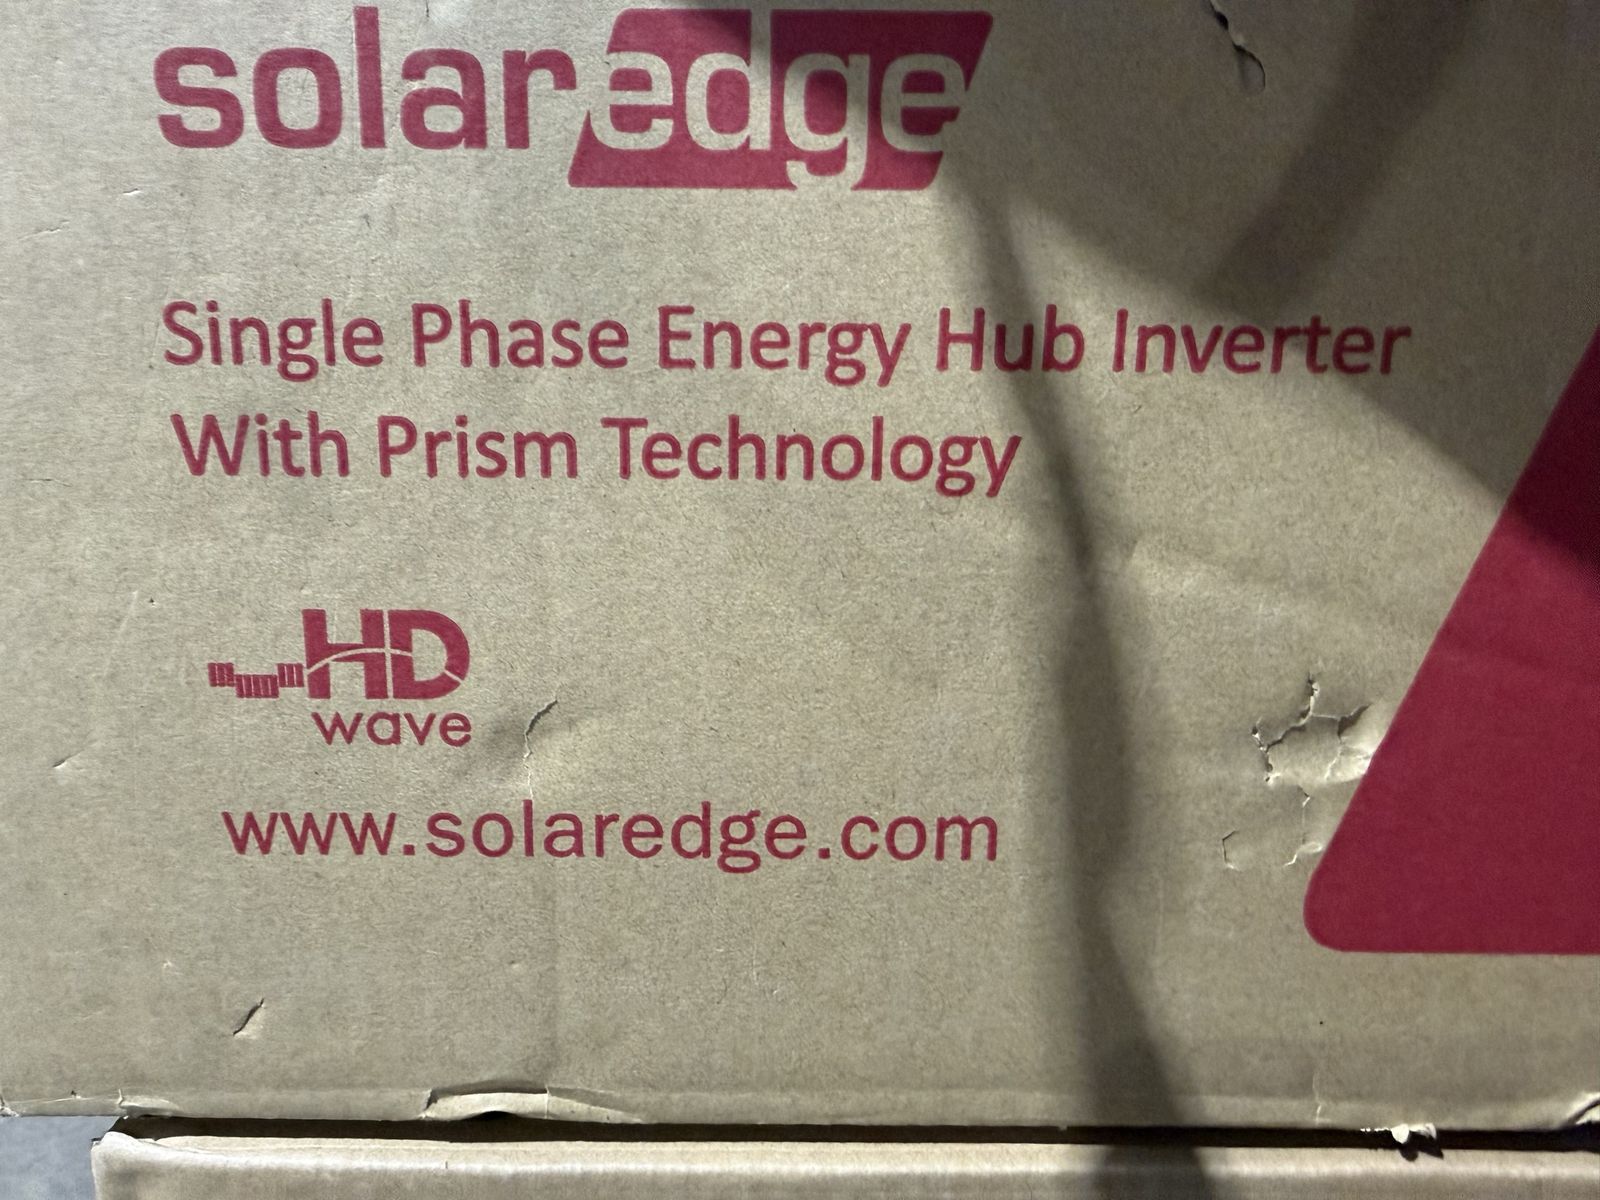 solaredge
Single Phase Energy Hub Inverter
With Prism Technology
HD
wave
www.solaredge.com